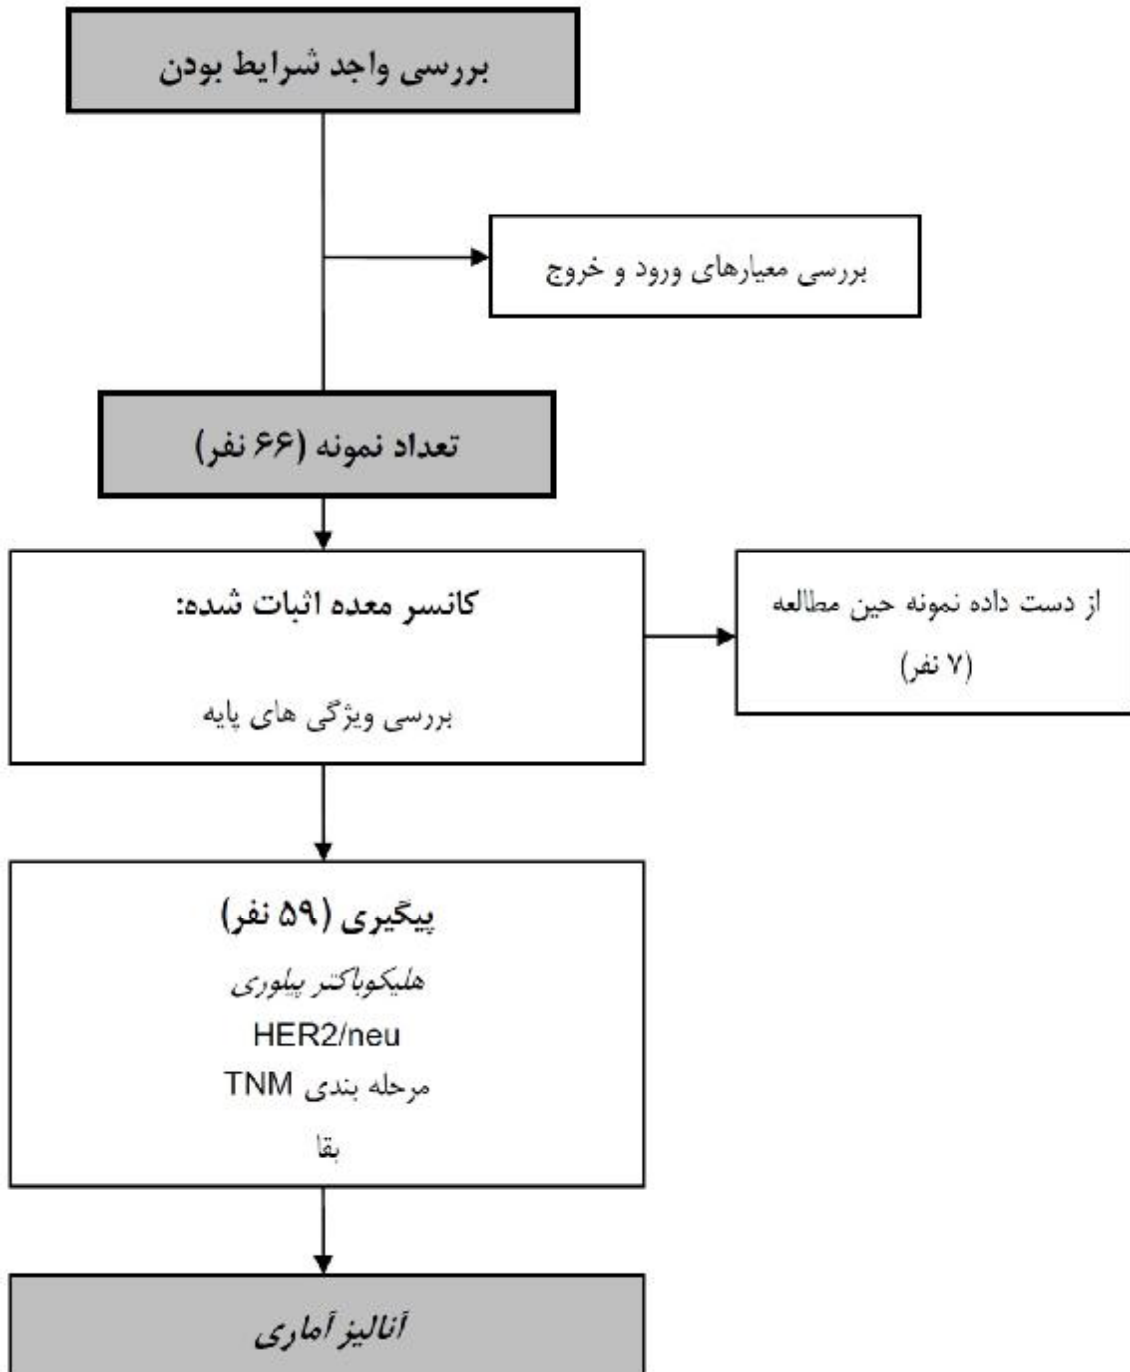 بررسی واجد شرایط بودن
بررسی معیارهای ورود و خروج
تعداد نمونه (۶۶ نفر)
کانسر معده اثبات شده:
بررسی ویژگی های پایه
از دست داده نمونه حین مطالعه
(۷ نفر)
پیگیری (۵۹ نفر)
هلیکوباکتر پیلوری
HER2/neu
مرحله بندی TNM
بقا
آنالیز آماری